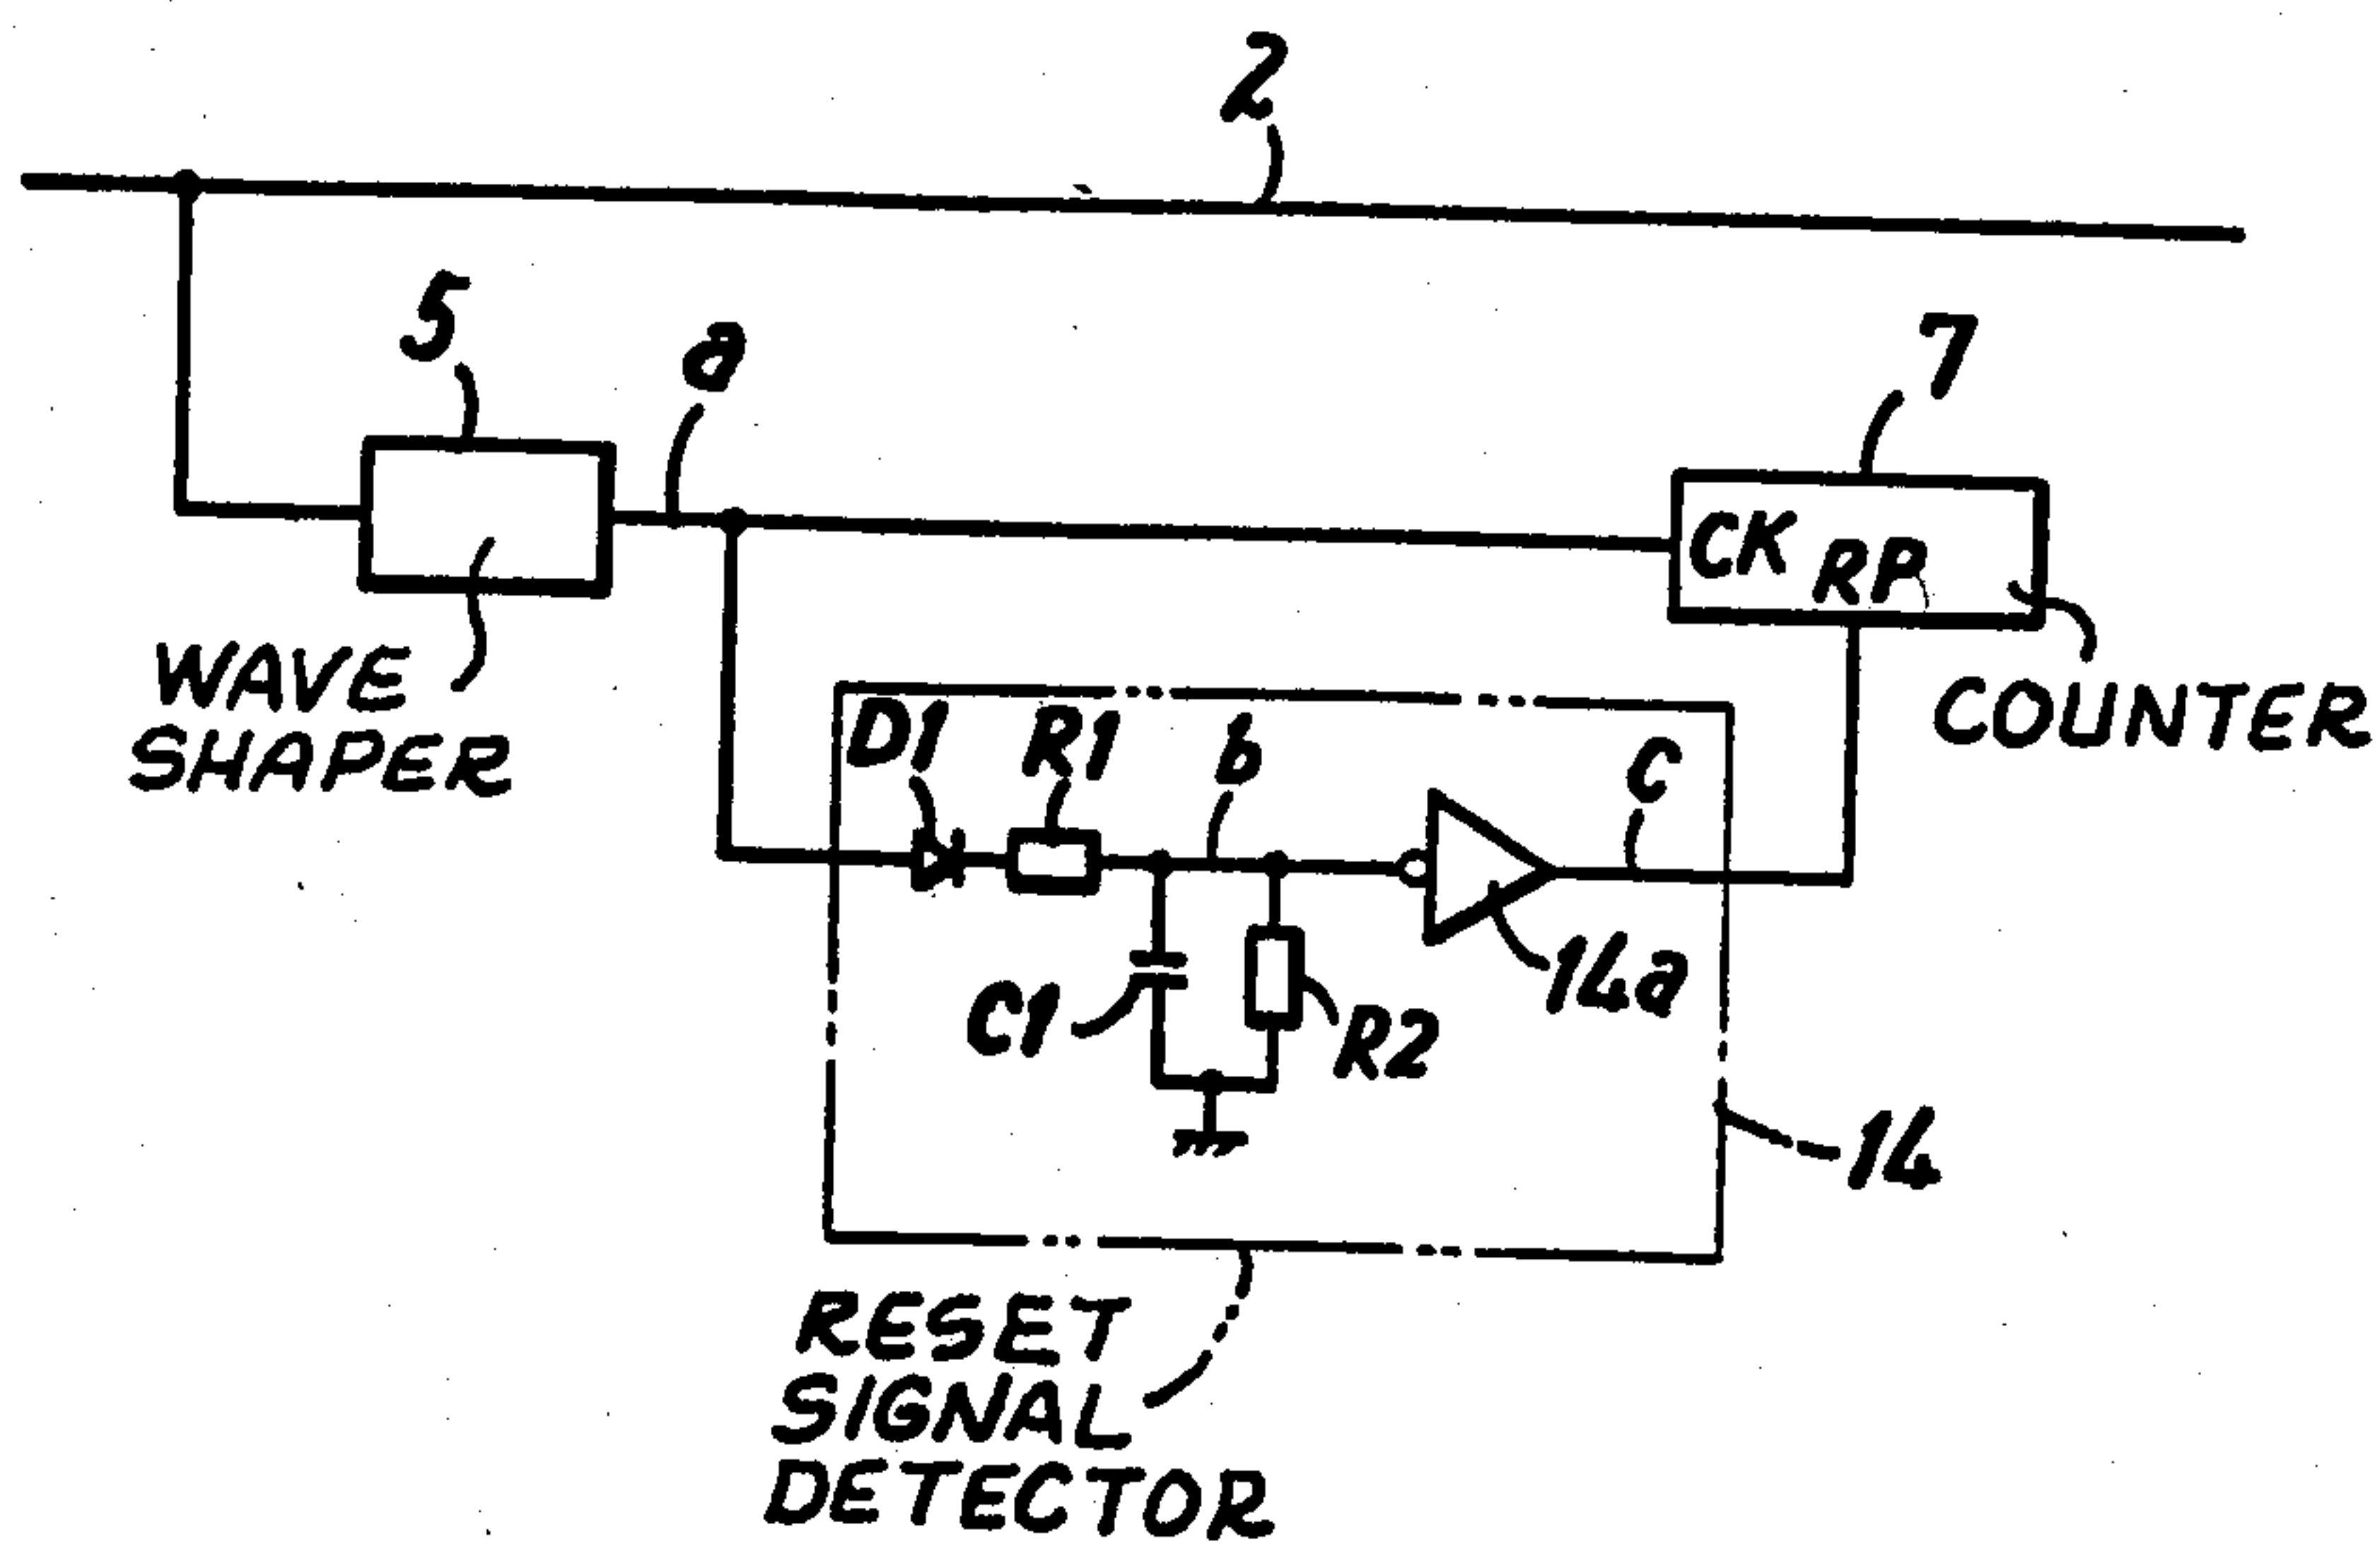 2
5
a
7
CK
RP
WAVE
SHAPER
COUNTER
D1
R1
b
C
14a
C1
R2
14
RESET
SIGNAL
DETECTOR